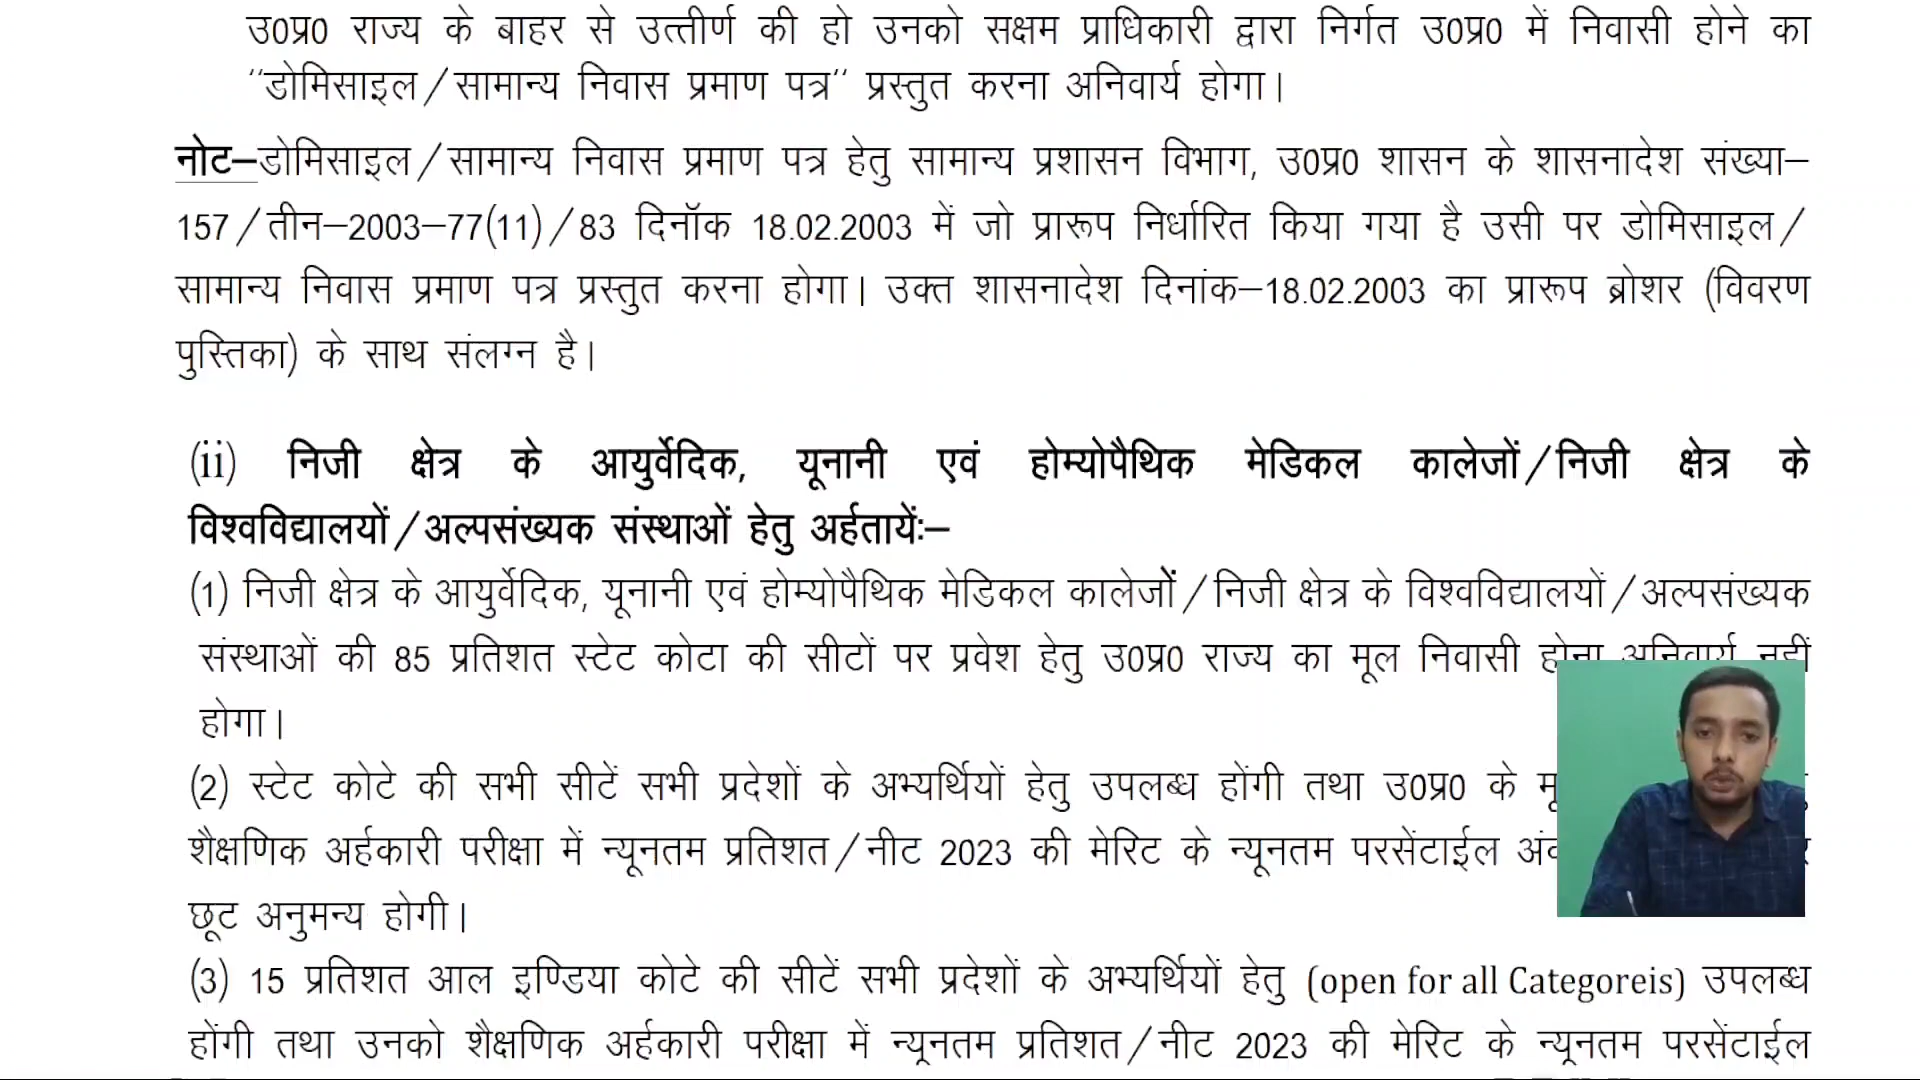 उ0प्र0 राज्य के बाहर से उत्तीर्ण की हो उनको सक्षम प्राधिकारी द्वारा निर्गत उ0प्र0 में निवासी होने का
''डोमिसाइल/सामान्य निवास प्रमाण पत्र'' प्रस्तुत करना अनिवार्य होगा।
नोट–डोमिसाइल/सामान्य निवास प्रमाण पत्र हेतु सामान्य प्रशासन विभाग, उ0प्र0 शासन के शासनादेश संख्या–
157/तीन–2003–77(11)/83 दिनॉक 18.02.2003 में जो प्रारूप निर्धारित किया गया है उसी पर डोमिसाइल/
सामान्य निवास प्रमाण पत्र प्रस्तुत करना होगा। उक्त शासनादेश दिनांक–18.02.2003 का प्रारूप ब्रोशर (विवरण
पुस्तिका) के साथ संलग्न है।
(ii) निजी क्षेत्र के आयुर्वेदिक, यूनानी एवं होम्योपैथिक मेडिकल कालेजों/निजी क्षेत्र के
विश्वविद्यालयों/अल्पसंख्यक संस्थाओं हेतु अर्हतायेंः–
(1) निजी क्षेत्र के आयुर्वेदिक, यूनानी एवं होम्योपैथिक मेडिकल कालेजों/निजी क्षेत्र के विश्वविद्यालयों/अल्पसंख्यक
संस्थाओं की 85 प्रतिशत स्टेट कोटा की सीटों पर प्रवेश हेतु उ0प्र0 राज्य का मूल निवासी होना अनिवार्य नहीं
होगा।
(2) स्टेट कोटे की सभी सीटें सभी प्रदेशों के अभ्यर्थियों हेतु उपलब्ध होंगी तथा उ0प्र0 के
शैक्षणिक अर्हकारी परीक्षा में न्यूनतम प्रतिशत/नीट 2023 की मेरिट के न्यूनतम परसेंटाईल
छूट अनुमन्य होगी।
(3) 15 प्रतिशत आल इण्डिया कोटे की सीटें सभी प्रदेशों के अभ्यर्थियों हेतु (open for all Categoreis) उपलब्ध
होंगी तथा उनको शैक्षणिक अर्हकारी परीक्षा में न्यूनतम प्रतिशत/नीट 2023 की मेरिट के न्यूनतम परसेंटाईल